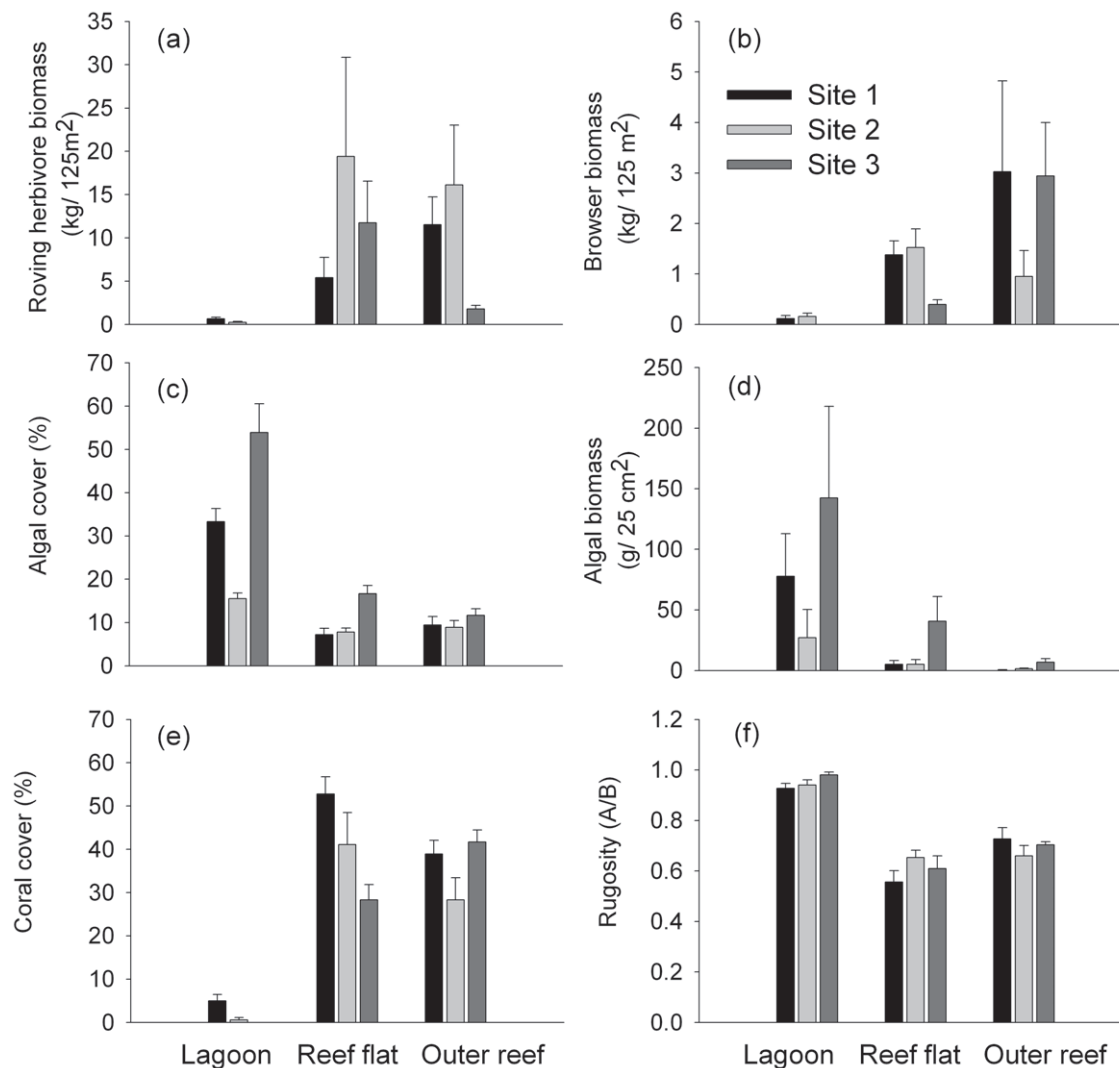 (a)
Roving herbivore biomass
(kg/ 125m²)
35
30
25
20
15
10
5
0
(b)
Browser biomass
(kg/ 125 m²)
6
5
4
3
2
1
0
Site 1
Site 2
Site 3
(c)
Algal cover (%)
70
60
50
40
30
20
10
0
(d)
Algal biomass
(g/ 25 cm²)
250
200
150
100
50
0
(e)
Coral cover (%)
70
60
50
40
30
20
10
0
Lagoon Reef flat Outer reef
(f)
Rugosity (A/B)
1.2
1.0
0.8
0.6
0.4
0.2
0.0
Lagoon Reef flat Outer reef